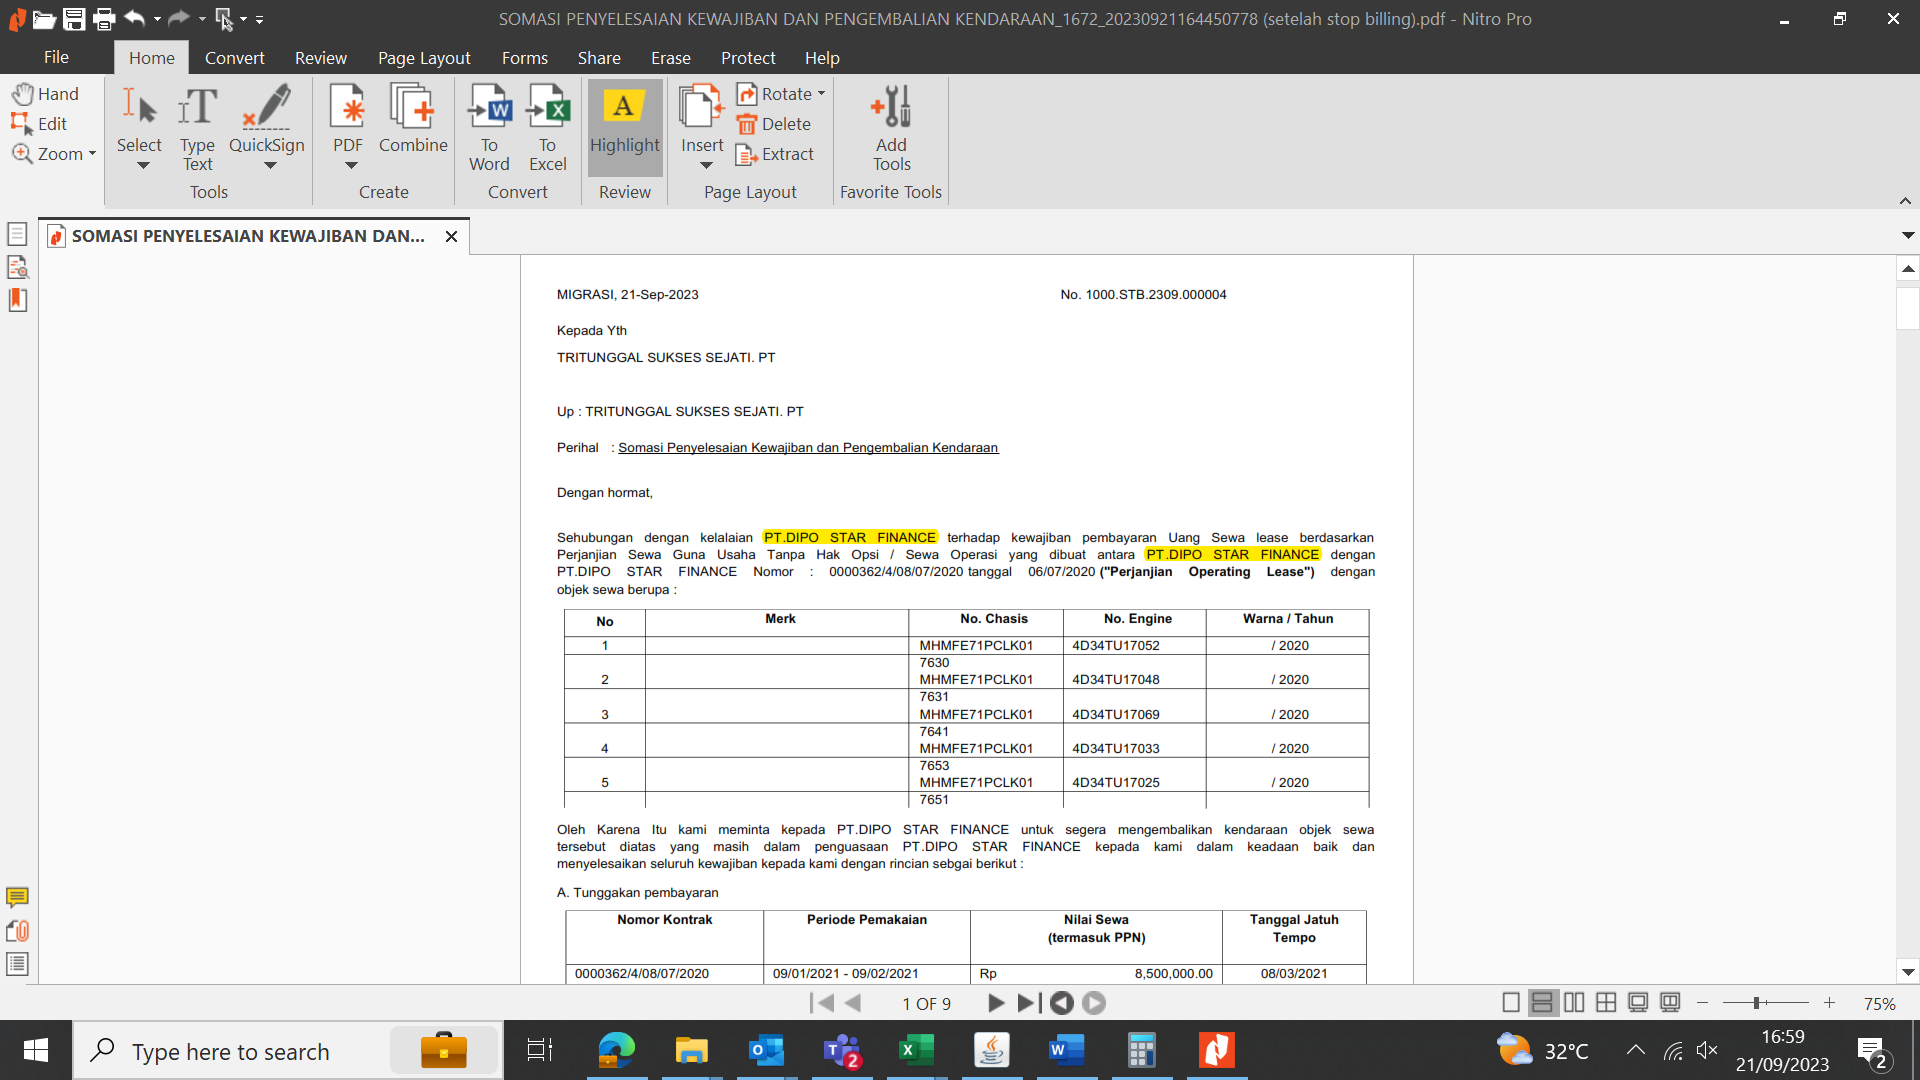 SOMASI PENYELESAIAN KEWAJIBAN DAN PENGEMBALIAN KENDARAAN_1672_20230921164450778 (setelah stop billing).pdf - Nitro Pro
File Home Convert Review Page Layout Forms Share Erase Protect Help
Hand
Edit
Zoom
Select
Type Text
QuickSign
Tools
PDF
Combine
Create
To Word
To Excel
Convert
Highlight
Review
Insert
Rotate
Delete
Extract
Page Layout
Add Tools
Favorite Tools
SOMASI PENYELESAIAN KEWAJIBAN DAN...
MIGRASI, 21-Sep-2023 No. 1000.STB.2309.000004
Kepada Yth
TRITUNGGAL SUKSES SEJATI. PT
Up : TRITUNGGAL SUKSES SEJATI. PT
Perihal : Somasi Penyelesaian Kewajiban dan Pengembalian Kendaraan
Dengan hormat,
Sehubungan dengan kelalaian PT.DIPO STAR FINANCE terhadap kewajiban pembayaran Uang Sewa lease berdasarkan
Perjanjian Sewa Guna Usaha Tanpa Hak Opsi / Sewa Operasi yang dibuat antara PT.DIPO STAR FINANCE dengan
PT.DIPO STAR FINANCE Nomor : 0000362/4/08/07/2020 tanggal 06/07/2020 ("Perjanjian Operating Lease") dengan
objek sewa berupa :
No Merk No. Chasis No. Engine Warna / Tahun
1 MHMFE71PCLK01 4D34TU17052 / 2020
7630
2 MHMFE71PCLK01 4D34TU17048 / 2020
7631
3 MHMFE71PCLK01 4D34TU17069 / 2020
7641
4 MHMFE71PCLK01 4D34TU17033 / 2020
7653
5 MHMFE71PCLK01 4D34TU17025 / 2020
7651
Oleh Karena Itu kami meminta kepada PT.DIPO STAR FINANCE untuk segera mengembalikan kendaraan objek sewa
tersebut diatas yang masih dalam penguasaan PT.DIPO STAR FINANCE kepada kami dalam keadaan baik dan
menyelesaikan seluruh kewajiban kepada kami dengan rincian sebgai berikut :
A. Tunggakan pembayaran
Nomor Kontrak Periode Pemakaian Nilai Sewa (termasuk PPN) Tanggal Jatuh Tempo
0000362/4/08/07/2020 09/01/2021 - 09/02/2021 Rp 8,500,000.00 08/03/2021
1 OF 9
75%
Type here to search
2
32°C
16:59
21/09/2023
2